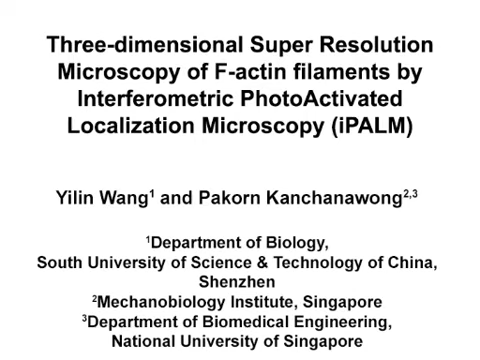 Three-dimensional Super Resolution
Microscopy of F-actin filaments by
Interferometric PhotoActivated
Localization Microscopy (iPALM)
Yilin Wang1 and Pakorn Kanchanawong2,3
1Department of Biology,
South University of Science & Technology of China,
Shenzhen
2Mechanobiology Institute, Singapore
3Department of Biomedical Engineering,
National University of Singapore